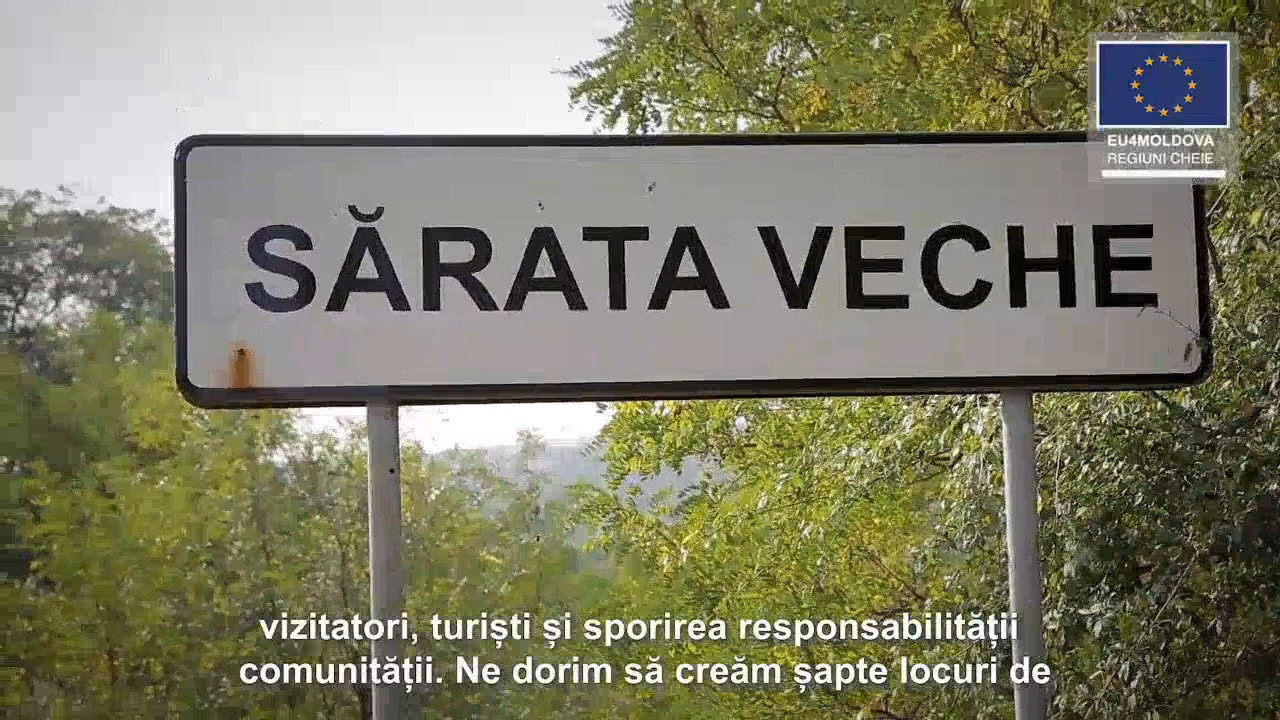 EU4MOLDOVA
REGIUNI CHEIE
SĂRATA VECHE
vizitatori, turiști și sporirea responsabilității
comunității. Ne dorim să creăm șapte locuri de